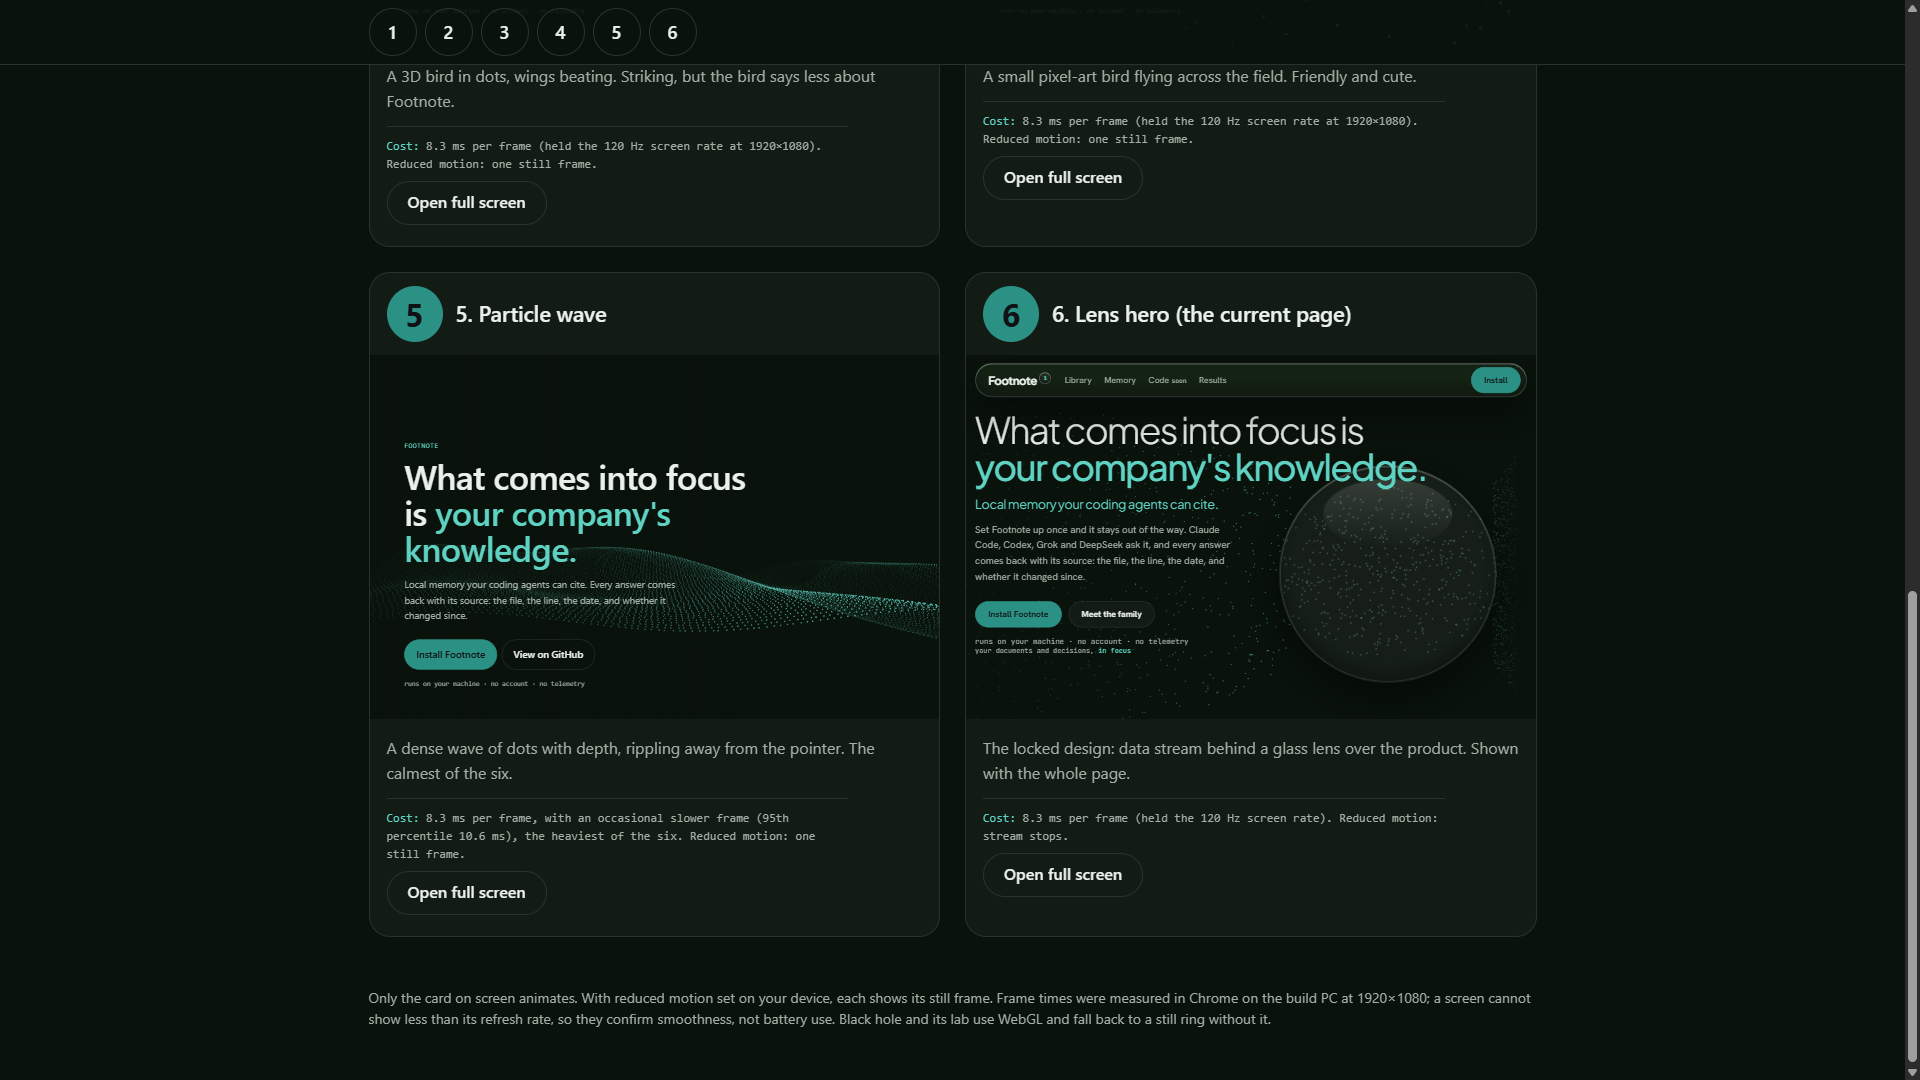 1 2 3 4 5 6
A 3D bird in dots, wings beating. Striking, but the bird says less about
Footnote.
Cost: 8.3 ms per frame (held the 120 Hz screen rate at 1920×1080).
Reduced motion: one still frame.
Open full screen
A small pixel-art bird flying across the field. Friendly and cute.
Cost: 8.3 ms per frame (held the 120 Hz screen rate at 1920×1080).
Reduced motion: one still frame.
Open full screen
5 5. Particle wave
FOOTNOTE
What comes into focus
is your company's
knowledge.
Local memory your coding agents can cite. Every answer comes
back with its source: the file, the line, the date, and whether it
changed since.
Install Footnote View on GitHub
runs on your machine · no account · no telemetry
A dense wave of dots with depth, rippling away from the pointer. The
calmest of the six.
Cost: 8.3 ms per frame, with an occasional slower frame (95th
percentile 10.6 ms), the heaviest of the six. Reduced motion: one
still frame.
Open full screen
6 6. Lens hero (the current page)
Footnote Library Memory Code soon Results Install
What comes into focus is
your company's knowledge.
Local memory your coding agents can cite.
Set Footnote up once and it stays out of the way. Claude
Code, Codex, Grok and DeepSeek ask it, and every answer
comes back with its source: the file, the line, the date, and
whether it changed since.
Install Footnote Meet the family
runs on your machine · no account · no telemetry
your documents and decisions, in focus
The locked design: data stream behind a glass lens over the product. Shown
with the whole page.
Cost: 8.3 ms per frame (held the 120 Hz screen rate). Reduced motion:
stream stops.
Open full screen
Only the card on screen animates. With reduced motion set on your device, each shows its still frame. Frame times were measured in Chrome on the build PC at 1920×1080; a screen cannot
show less than its refresh rate, so they confirm smoothness, not battery use. Black hole and its lab use WebGL and fall back to a still ring without it.